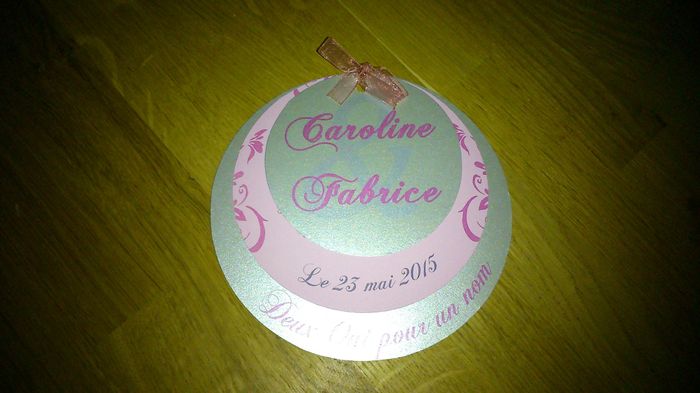 Caroline
&
Fabrice
Le 23 mai 2015
Deux Oui pour un nom